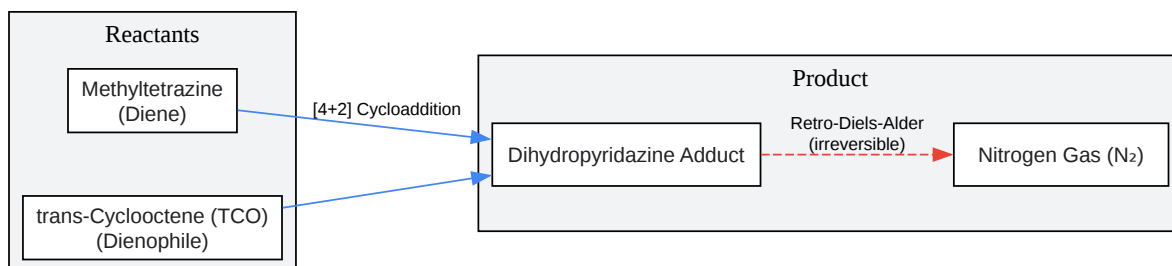 Reactants
Methyltetrazine
(Diene)
trans-Cyclooctene (TCO)
(Dienophile)
[4+2] Cycloaddition
Product
Dihydropyridazine Adduct
Retro-Diels-Alder
(irreversible)
Nitrogen Gas (N₂)